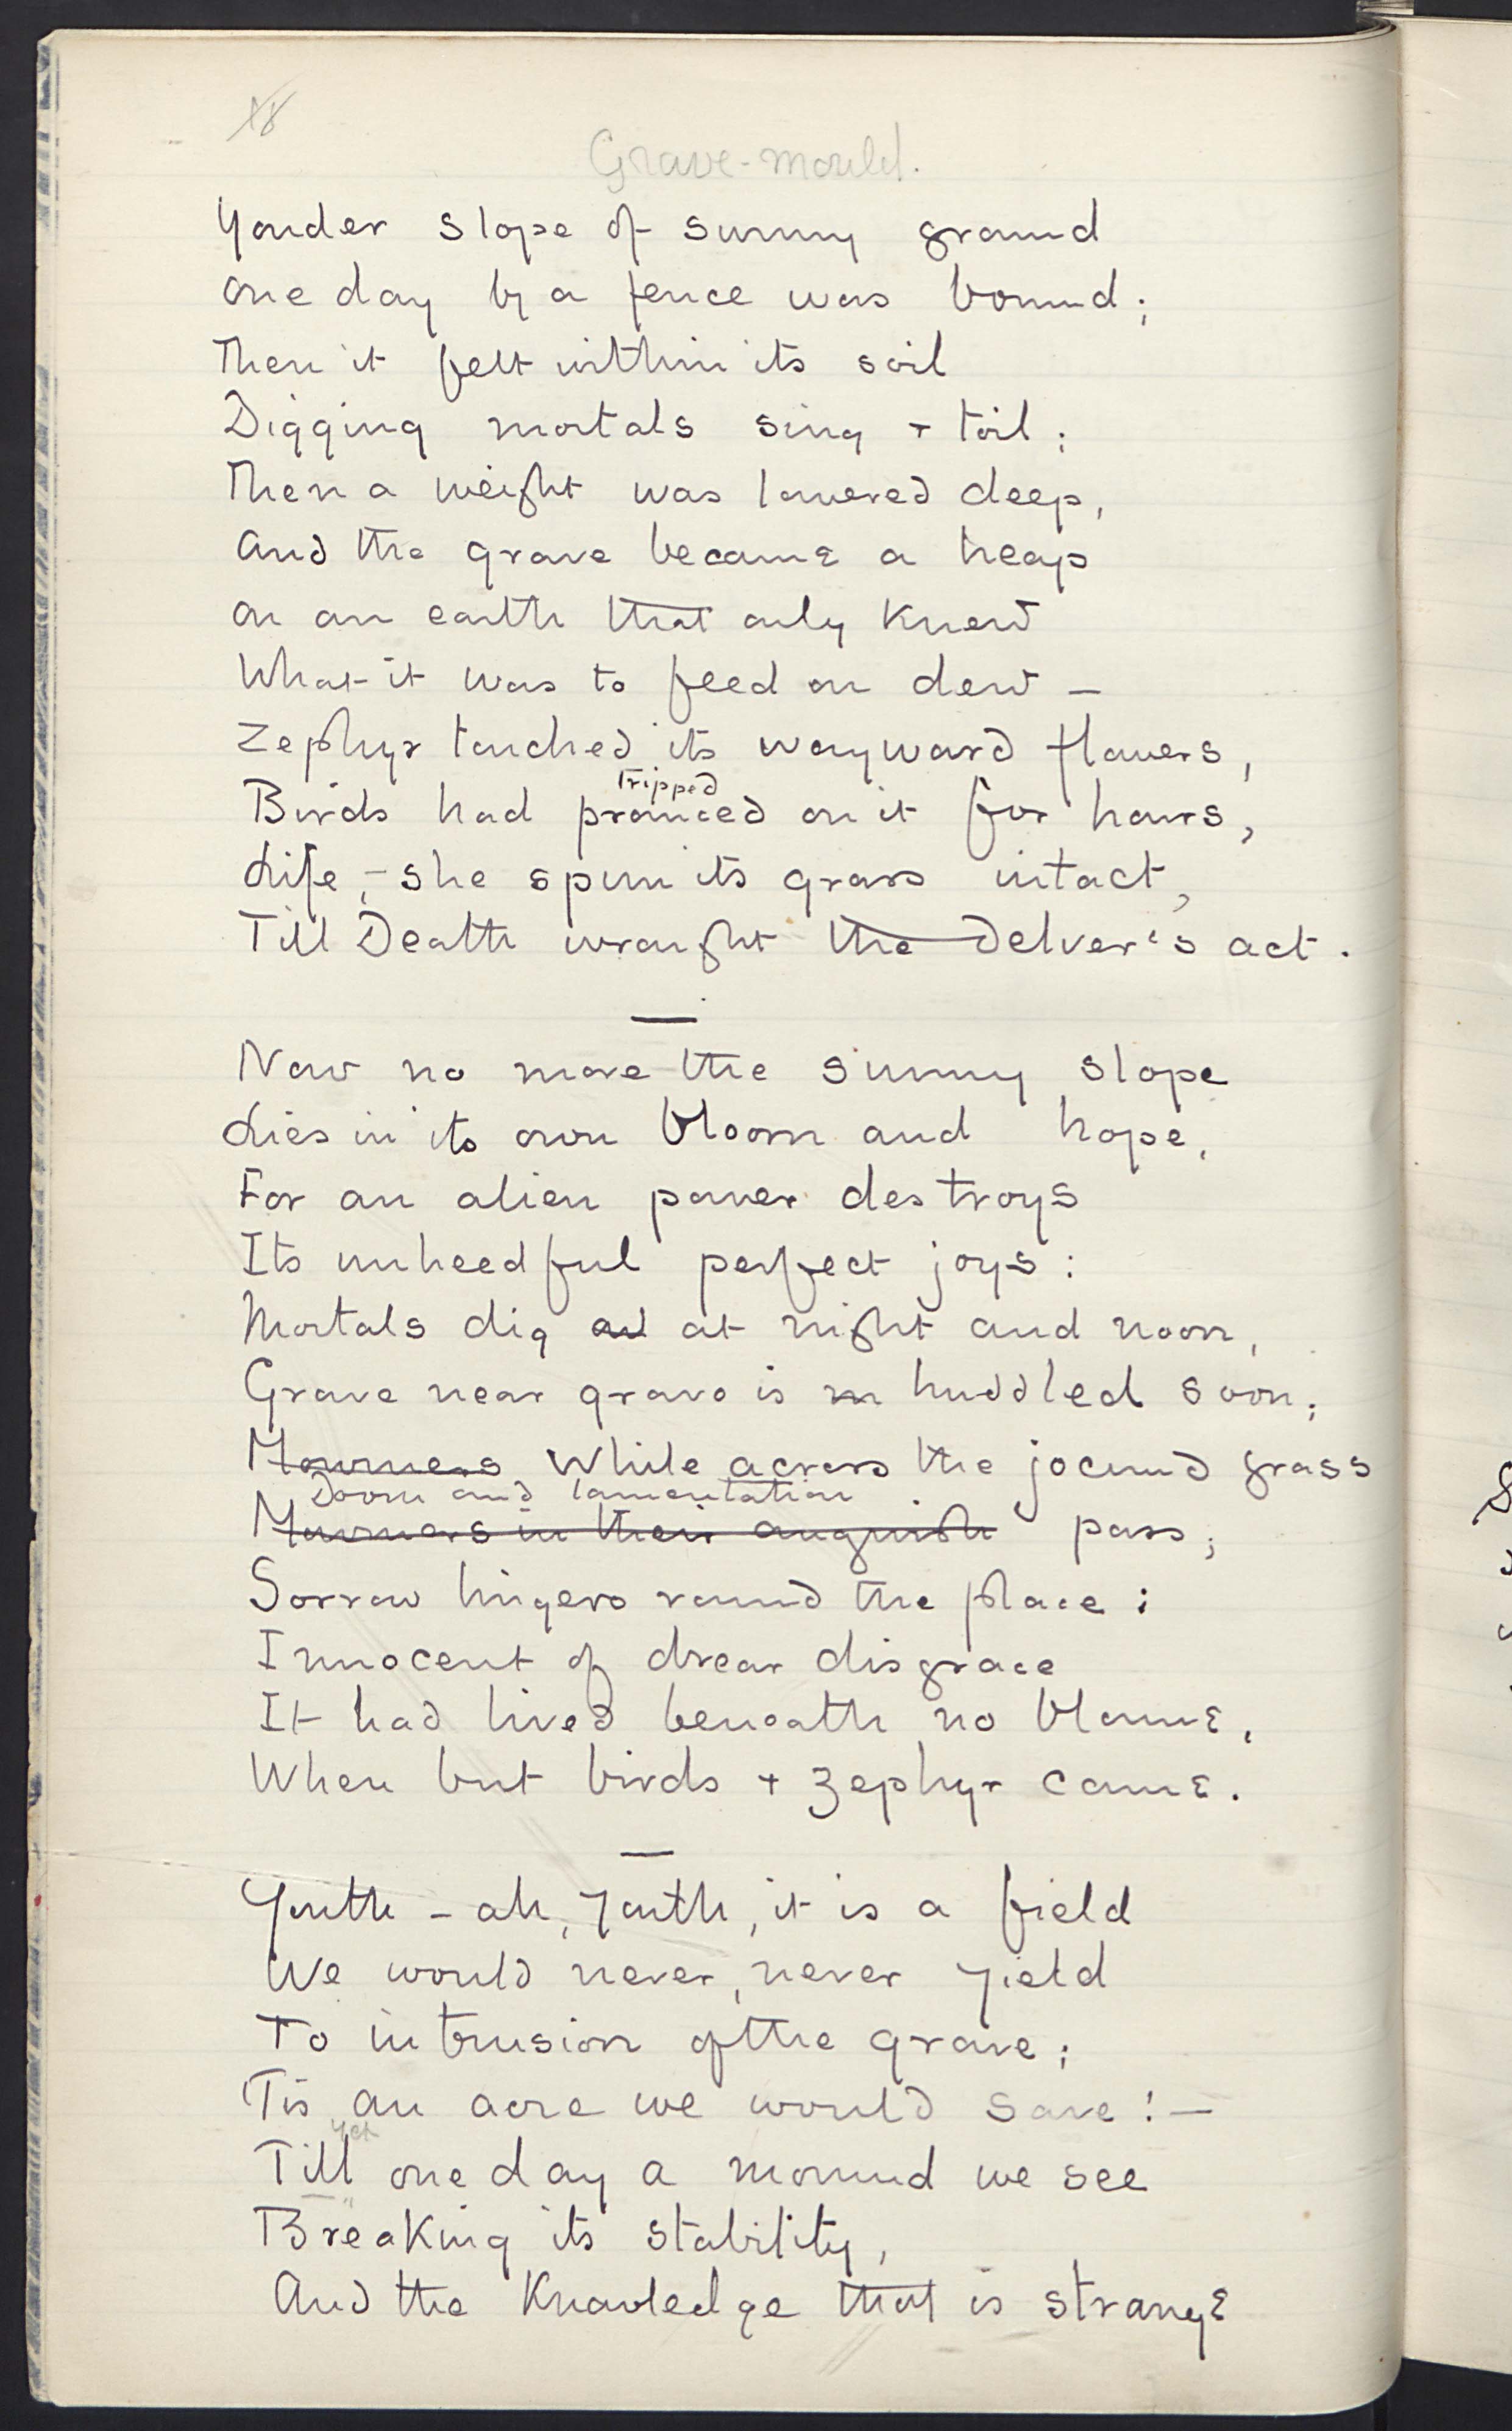 18
Grave-mould.
Yonder slope of sunny ground
One day by a fence was bound;
Then it felt within its soil
Digging mortals sing + toil;
Then a weight was lowered deep,
And the grave became a heap
On an earth that only knew
What it was to feed on dew –
Zephyr touched its wayward flowers,
Tripped
Birds had pranced on it for hours,
Life, – she spun its grass intact,
Till Death wrought the delver's act.
Now no more the sunny slope
Lies in its own bloom and hope,
For an alien power destroys
Its unheedful perfect joys:
Mortals dig ad at night and noon,
Grave near grave is m huddled soon;
Mourners While across the jocund grass
Doom and lamentation
Mourners in their anguish pass;
Sorrow lingers round the place:
Innocent of drear disgrace
It had lived beneath no blame,
When but birds + zephyr came.
Youth – ah, Youth, it is a field
We would never, never yield
To intrusion of the grave;
'Tis an acre we would save! –
Yet
Till one day a mound we see
Breaking its stability,
And the knowledge that is strange